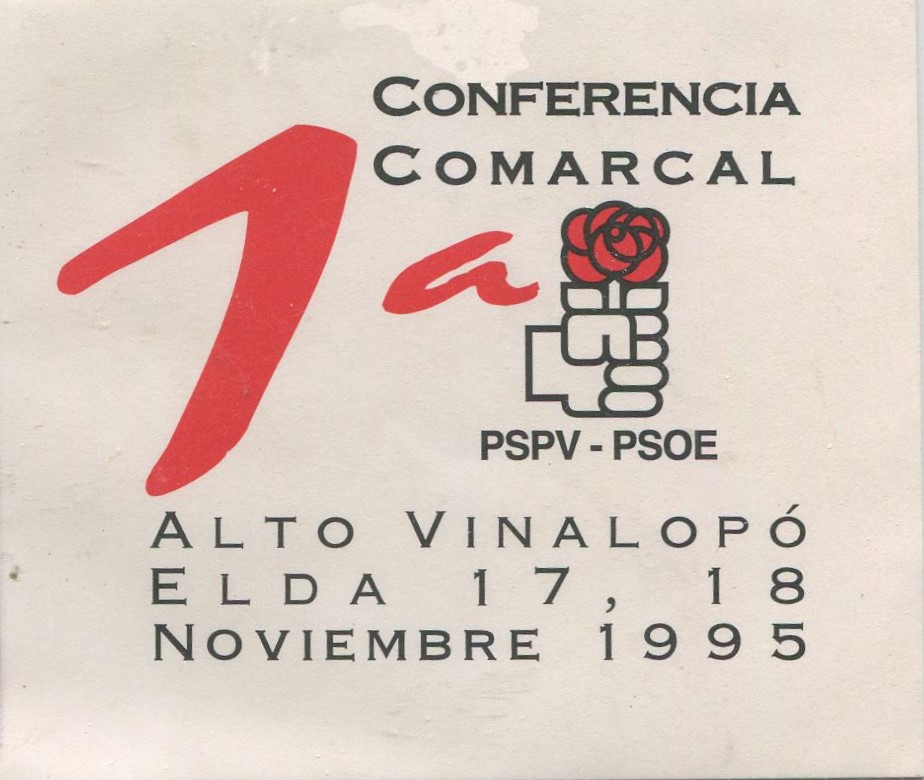 CONFERENCIA
COMARCAL
1a
PSPV - PSOE
ALTO VINALOPÓ
ELDA 17, 18
NOVIEMBRE 1995